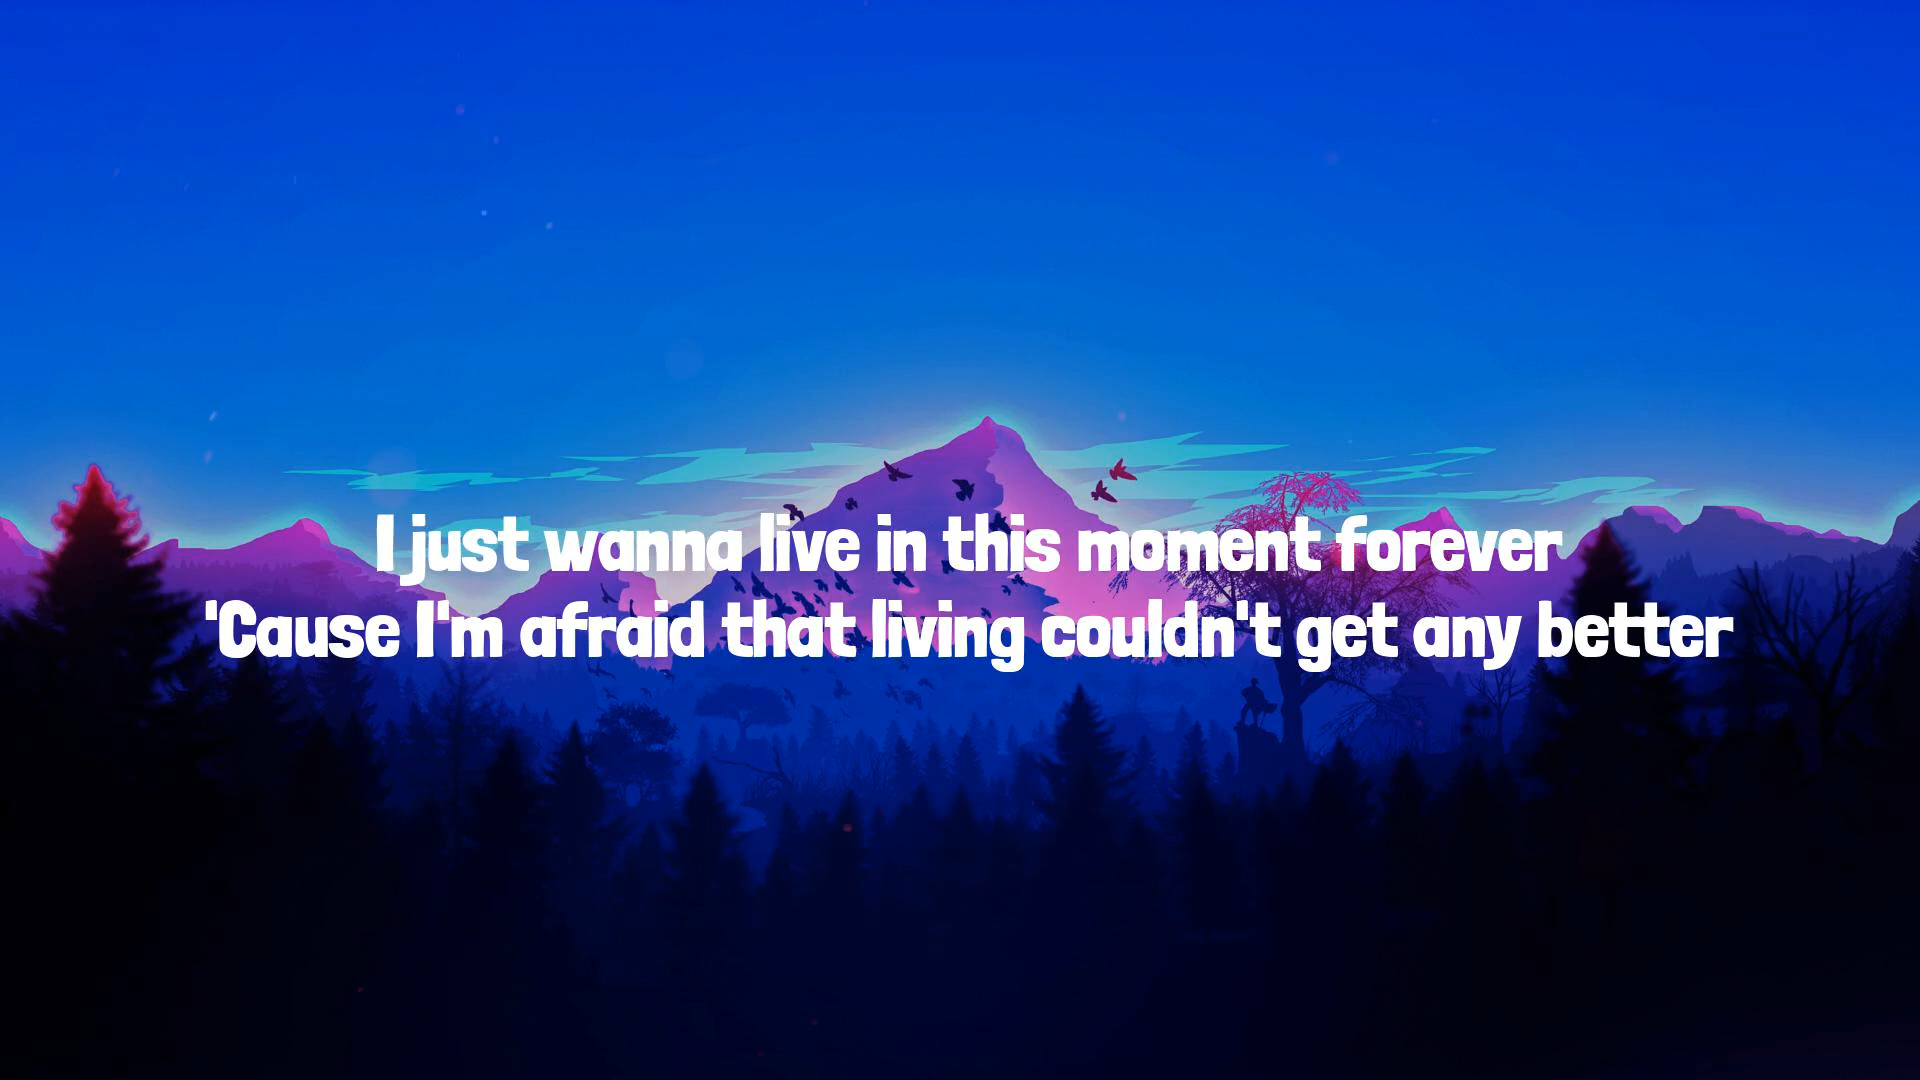 I just wanna live in this moment forever
'Cause I'm afraid that living couldn't get any better